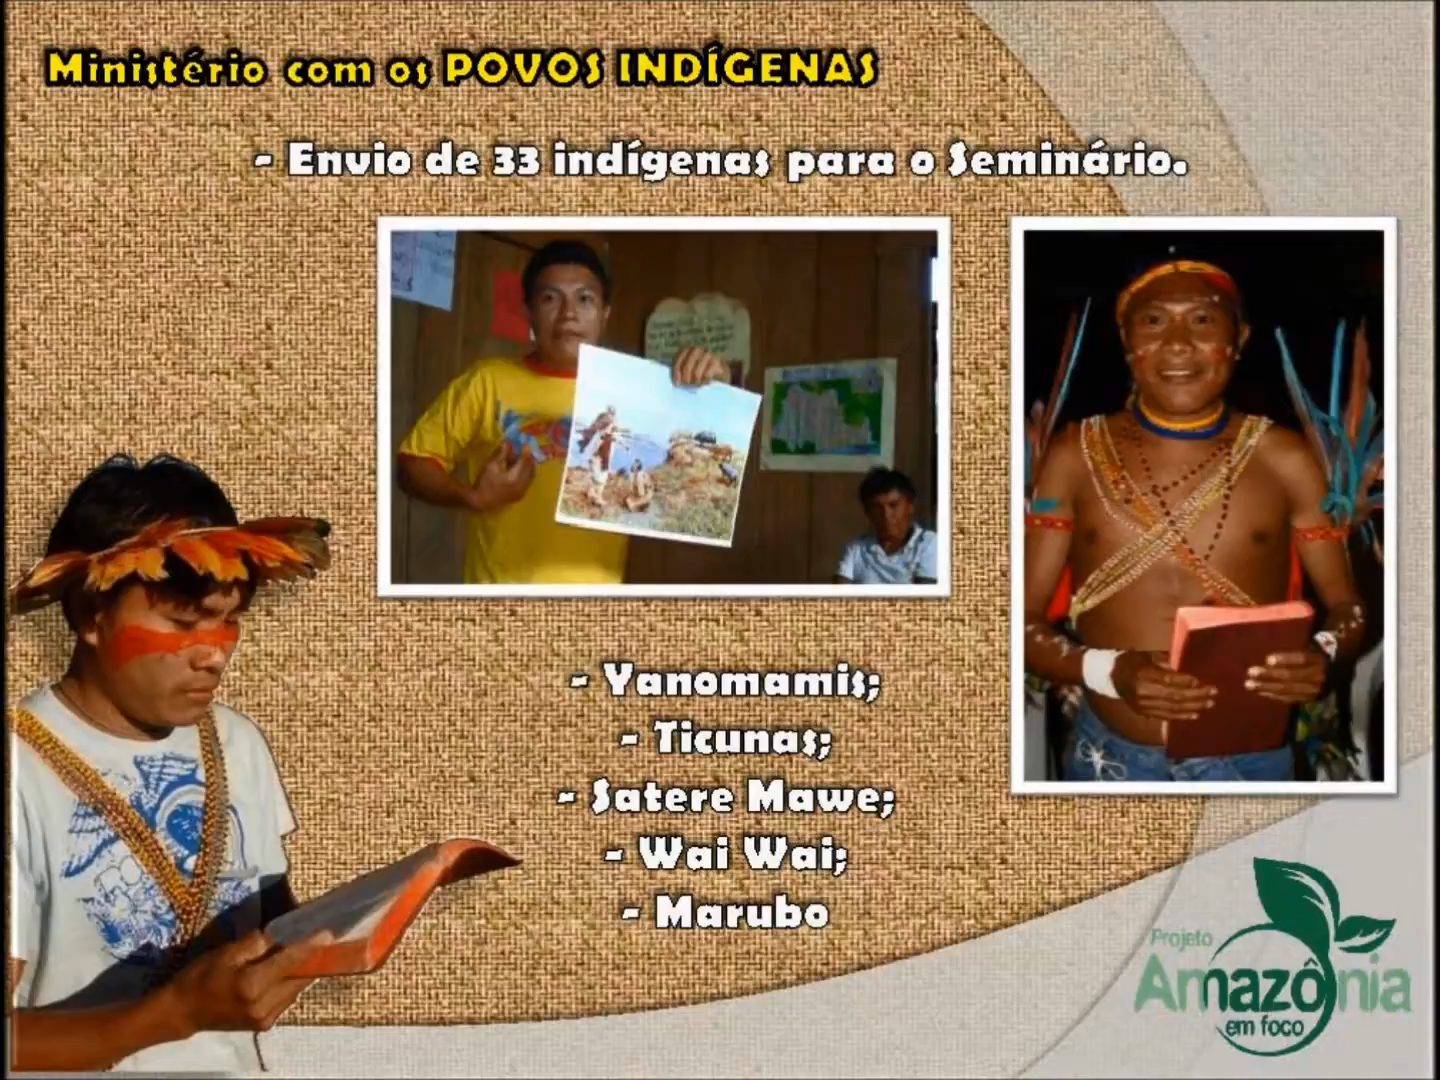 Ministério com os POVOS INDÍGENAS
- Envio de 33 indígenas para o Seminário.
- Yanomamis;
- Ticunas;
- Satere Mawe;
- Wai Wai;
- Marubo
Projeto
Amazônia
em foco